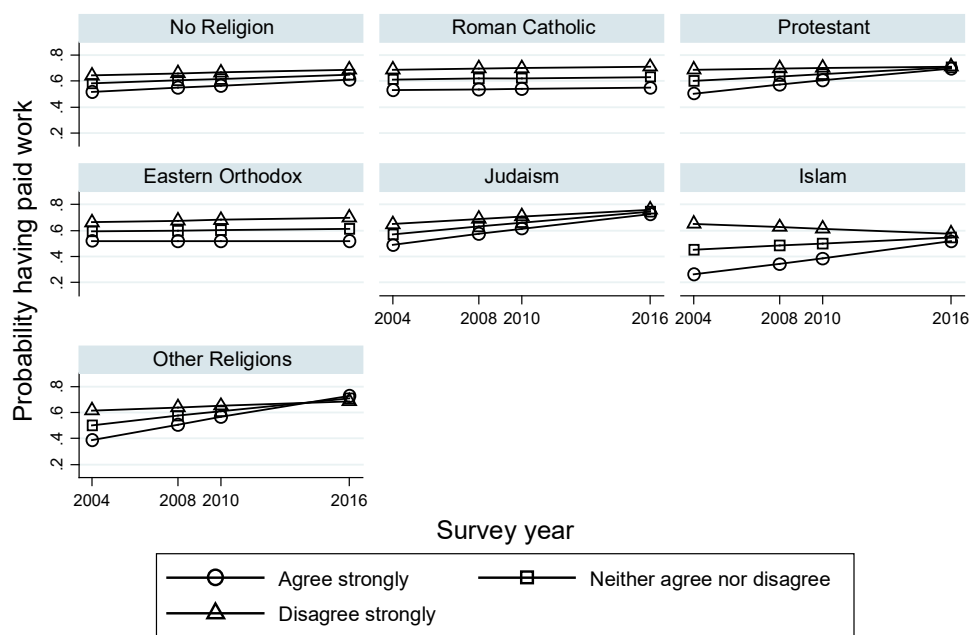 Probability having paid work
No Religion
Roman Catholic
Protestant
.8
.6
.4
.2
Eastern Orthodox
Judaism
Islam
.8
.6
.4
.2
2004 2008 2010 2016
2004 2008 2010 2016
Other Religions
.8
.6
.4
.2
2004 2008 2010 2016
Survey year
Agree strongly
Neither agree nor disagree
Disagree strongly